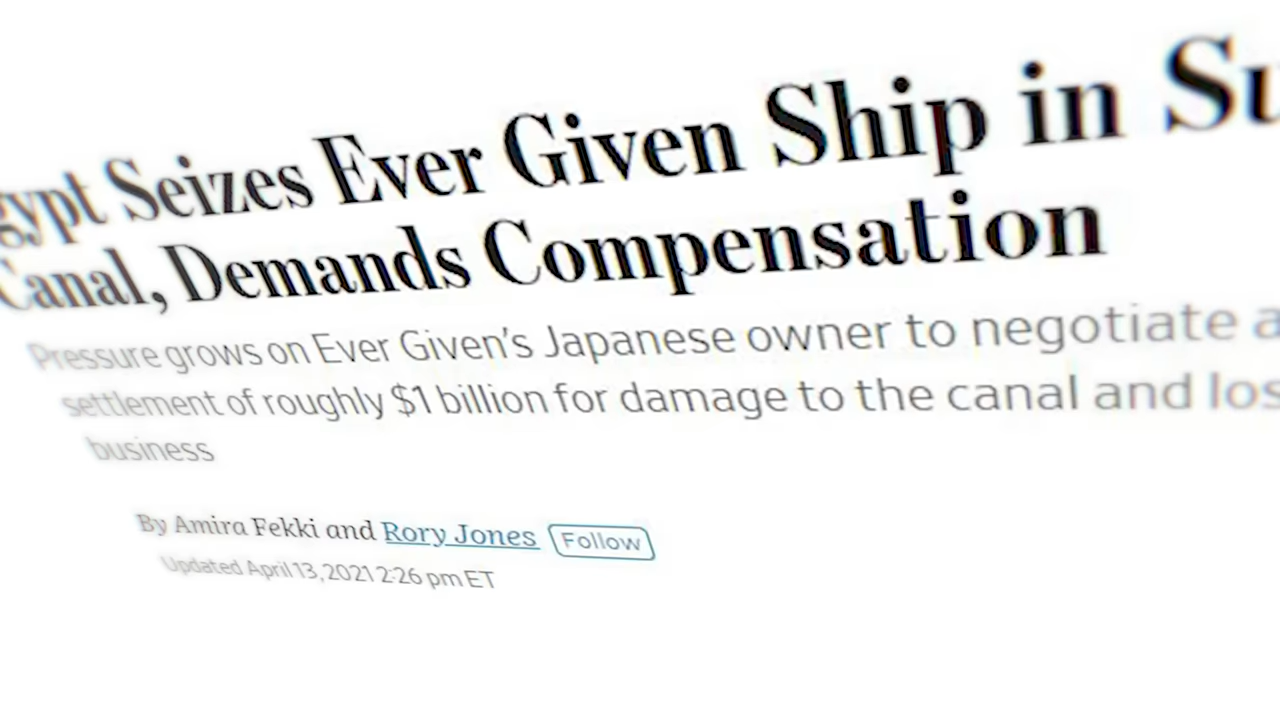 gypt Seizes Ever Given Ship in Su
Canal, Demands Compensation
Pressure grows on Ever Given's Japanese owner to negotiate a
settlement of roughly $1 billion for damage to the canal and los
business
By Amira Fekki and Rory Jones Follow
Updated April 13, 2021 2:26 pm ET